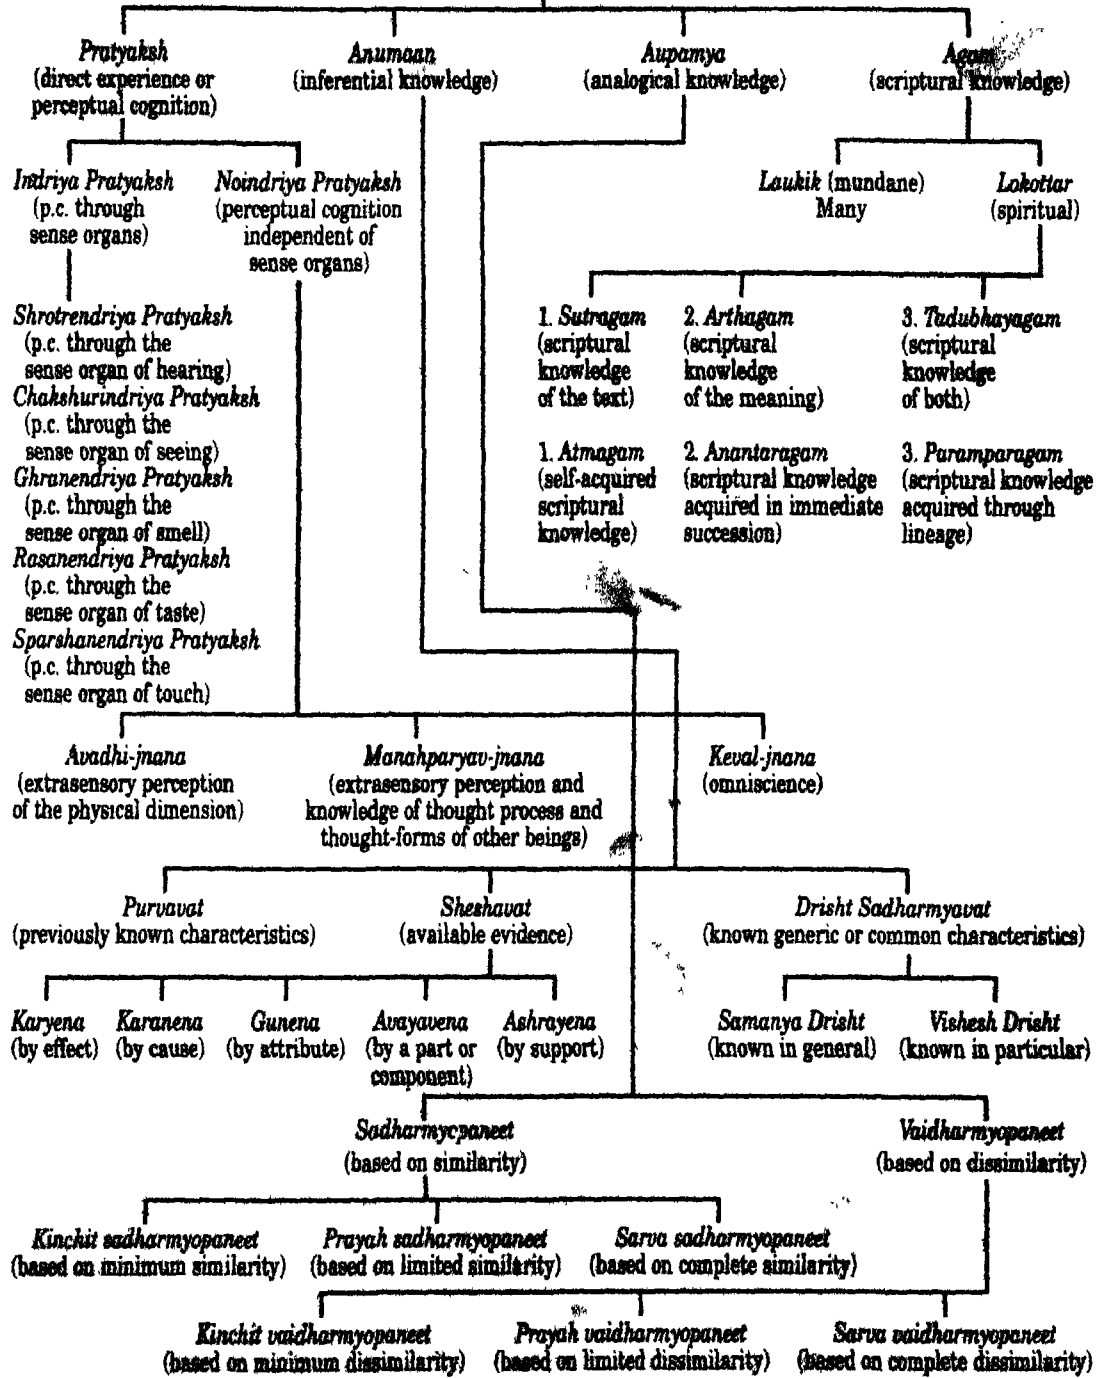 Pratyaksh
(direct experience or
perceptual cognition)
Anumaan
(inferential knowledge)
Aupamya
(analogical knowledge)
Agam
(scriptural knowledge)
Indriya Pratyaksh
(p.c. through
sense organs)
Noindriya Pratyaksh
(perceptual cognition
independent of
sense organs)
Laukik (mundane)
Many
Lokottar
(spiritual)
Shrotrendriya Pratyaksh
(p.c. through the
sense organ of hearing)
Chakshurindriya Pratyaksh
(p.c. through the
sense organ of seeing)
Ghranendriya Pratyaksh
(p.c. through the
sense organ of smell)
Rasanendriya Pratyaksh
(p.c. through the
sense organ of taste)
Sparshanendriya Pratyaksh
(p.c. through the
sense organ of touch)
1. Sutragam
(scriptural
knowledge
of the text)
2. Arthagam
(scriptural
knowledge
of the meaning)
3. Tadubhayagam
(scriptural
knowledge
of both)
1. Atmagam
(self-acquired
scriptural
knowledge)
2. Anantaragam
(scriptural knowledge
acquired in immediate
succession)
3. Paramparagam
(scriptural knowledge
acquired through
lineage)
Avadhi-jnana
(extrasensory perception
of the physical dimension)
Manahparyav-jnana
(extrasensory perception and
knowledge of thought process and
thought-forms of other beings)
Keval-jnana
(omniscience)
Purvavat
(previously known characteristics)
Sheshavat
(available evidence)
Drisht Sadharmyavat
(known generic or common characteristics)
Karyena
(by effect)
Karanena
(by cause)
Gunena
(by attribute)
Avayavena
(by a part or
component)
Ashrayena
(by support)
Samanya Drisht
(known in general)
Vishesh Drisht
(known in particular)
Sadharmyopaneet
(based on similarity)
Vaidharmyopaneet
(based on dissimilarity)
Kinchit sadharmyopaneet
(based on minimum similarity)
Prayah sadharmyopaneet
(based on limited similarity)
Sarva sadharmyopaneet
(based on complete similarity)
Kinchit vaidharmyopaneet
(based on minimum dissimilarity)
Prayah vaidharmyopaneet
(based on limited dissimilarity)
Sarva vaidharmyopaneet
(based on complete dissimilarity)